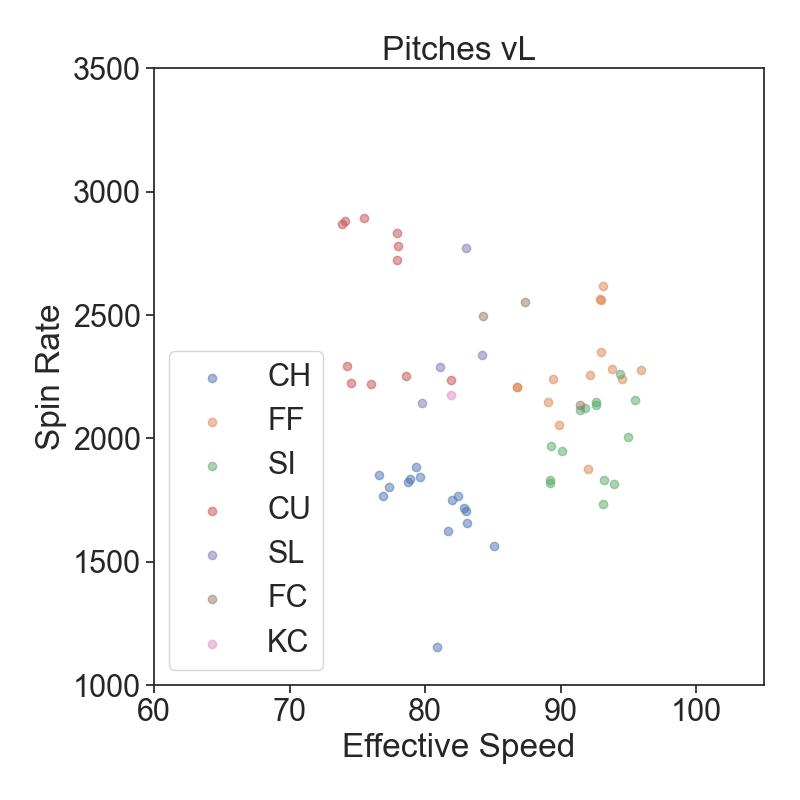 Pitches vL
3500
3000
2500
2000
1500
1000
Spin Rate
CH
FF
SI
CU
SL
FC
KC
60 70 80 90 100
Effective Speed